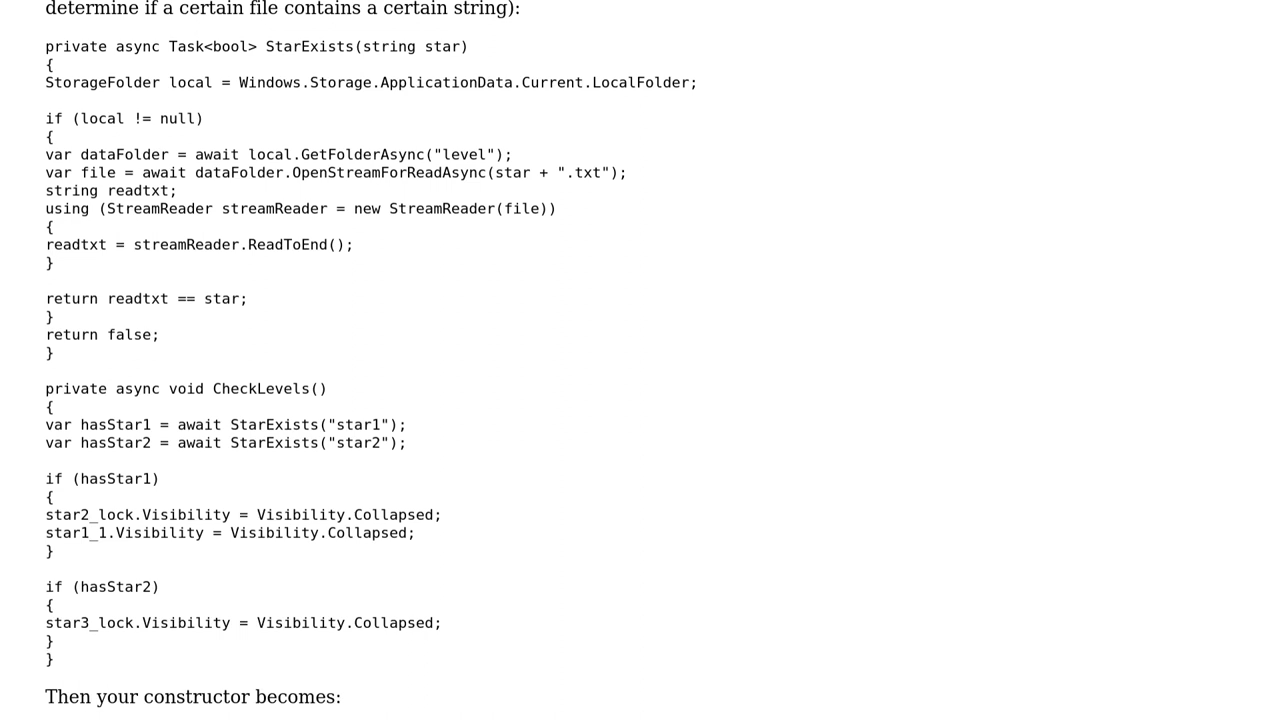 determine if a certain file contains a certain string):
private async Task<bool> StarExists(string star)
{
StorageFolder local = Windows.Storage.ApplicationData.Current.LocalFolder;
if (local != null)
{
var dataFolder = await local.GetFolderAsync("level");
var file = await dataFolder.OpenStreamForReadAsync(star + ".txt");
string readtxt;
using (StreamReader streamReader = new StreamReader(file))
{
readtxt = streamReader.ReadToEnd();
}
return readtxt == star;
}
return false;
}
private async void CheckLevels()
{
var hasStar1 = await StarExists("star1");
var hasStar2 = await StarExists("star2");
if (hasStar1)
{
star2_lock.Visibility = Visibility.Collapsed;
star1_1.Visibility = Visibility.Collapsed;
}
if (hasStar2)
{
star3_lock.Visibility = Visibility.Collapsed;
}
}
Then your constructor becomes: